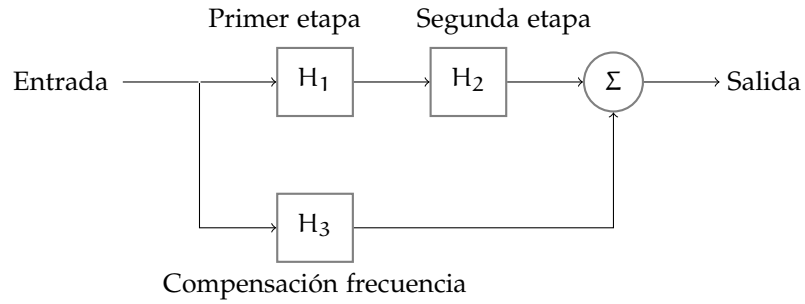 Primer etapa
Segunda etapa
Entrada
H1
H2
Σ
Salida
H3
Compensación frecuencia